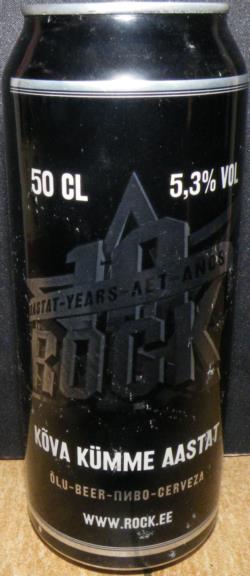 50 CL 5,3% VOL
10
AASTAT-YEARS-ЛЕТ-AÑOS
ROCK
KÕVA KÜMME AASTAT
ÕLU-BEER-ПИВО-CERVEZA
WWW.ROCK.EE